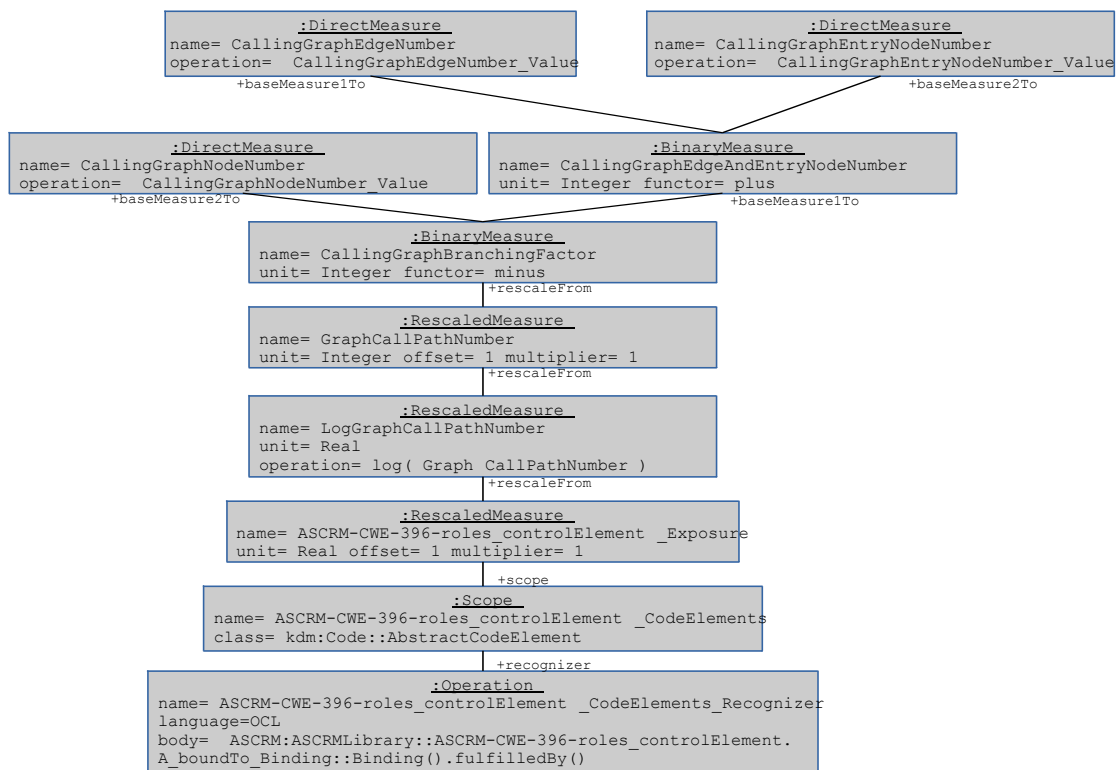 :DirectMeasure
name= CallingGraphEdgeNumber
operation= CallingGraphEdgeNumber_Value
+baseMeasure1To
:DirectMeasure
name= CallingGraphEntryNodeNumber
operation= CallingGraphEntryNodeNumber_Value
+baseMeasure2To
:DirectMeasure
name= CallingGraphNodeNumber
operation= CallingGraphNodeNumber_Value
+baseMeasure2To
:BinaryMeasure
name= CallingGraphEdgeAndEntryNodeNumber
unit= Integer functor= plus
+baseMeasure1To
:BinaryMeasure
name= CallingGraphBranchingFactor
unit= Integer functor= minus
+rescaleFrom
:RescaledMeasure
name= GraphCallPathNumber
unit= Integer offset= 1 multiplier= 1
+rescaleFrom
:RescaledMeasure
name= LogGraphCallPathNumber
unit= Real
operation= log( Graph CallPathNumber )
+rescaleFrom
:RescaledMeasure
name= ASCRM-CWE-396-roles_controlElement _Exposure
unit= Real offset= 1 multiplier= 1
+scope
:Scope
name= ASCRM-CWE-396-roles_controlElement _CodeElements
class= kdm:Code::AbstractCodeElement
+recognizer
:Operation
name= ASCRM-CWE-396-roles_controlElement _CodeElements_Recognizer
language=OCL
body= ASCRM:ASCRMLibrary::ASCRM-CWE-396-roles_controlElement.
A_boundTo_Binding::Binding().fulfilledBy()